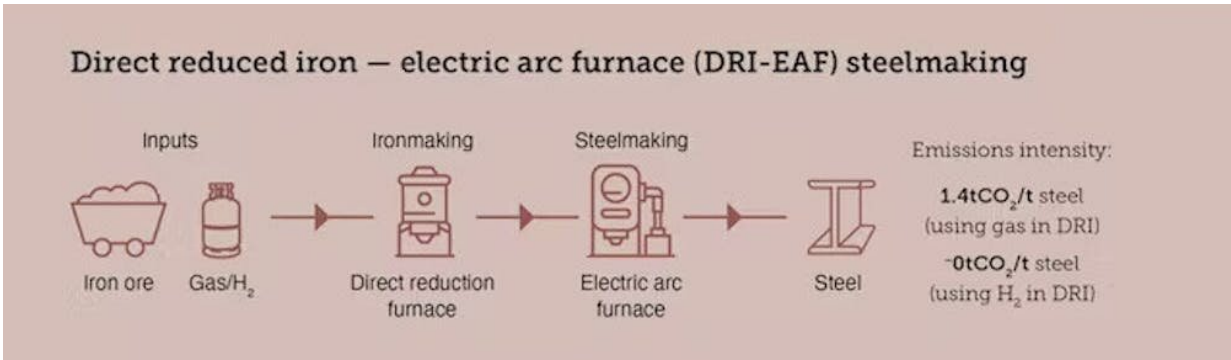 Direct reduced iron — electric arc furnace (DRI-EAF) steelmaking
Inputs
Ironmaking
Steelmaking
Iron ore
Gas/H₂
Direct reduction
furnace
Electric arc
furnace
Steel
Emissions intensity:
1.4tCO₂/t steel
(using gas in DRI)
~0tCO₂/t steel
(using H₂ in DRI)